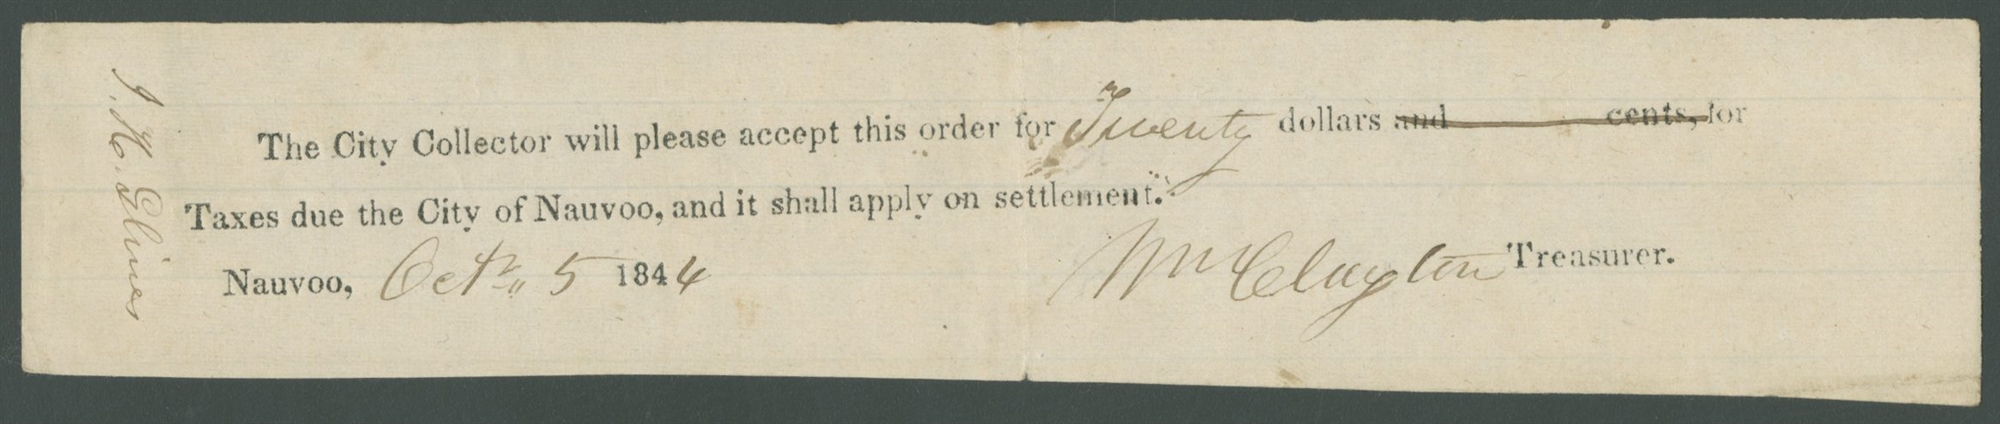 The City Collector will please accept this order for Twenty dollars and cents, for
Taxes due the City of Nauvoo, and it shall apply on settlement.
Nauvoo, Octr. 5 1844 Wm Clayton Treasurer.
J. H.